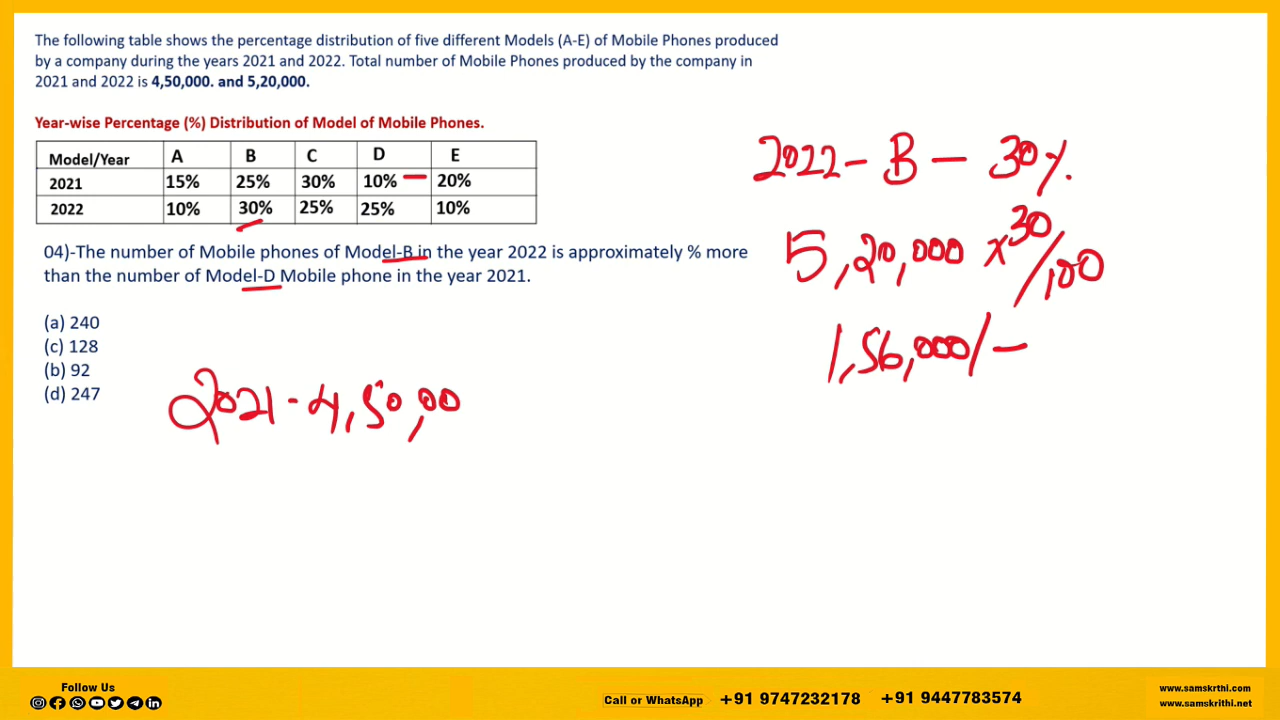 The following table shows the percentage distribution of five different Models (A-E) of Mobile Phones produced
by a company during the years 2021 and 2022. Total number of Mobile Phones produced by the company in
2021 and 2022 is 4,50,000. and 5,20,000.
Year-wise Percentage (%) Distribution of Model of Mobile Phones.
Model/Year A B C D E
2021 15% 25% 30% 10% 20%
2022 10% 30% 25% 25% 10%
04)-The number of Mobile phones of Model-B in the year 2022 is approximately % more
than the number of Model-D Mobile phone in the year 2021.
(a) 240
(c) 128
(b) 92
(d) 247
2021 - 4,50,00
2022 - B - 30%.
5,20,000 x 30/100
1,56,000/-
Follow Us
Call or WhatsApp +91 9747232178 +91 9447783574
www.samskrthi.com
www.samskrithi.net